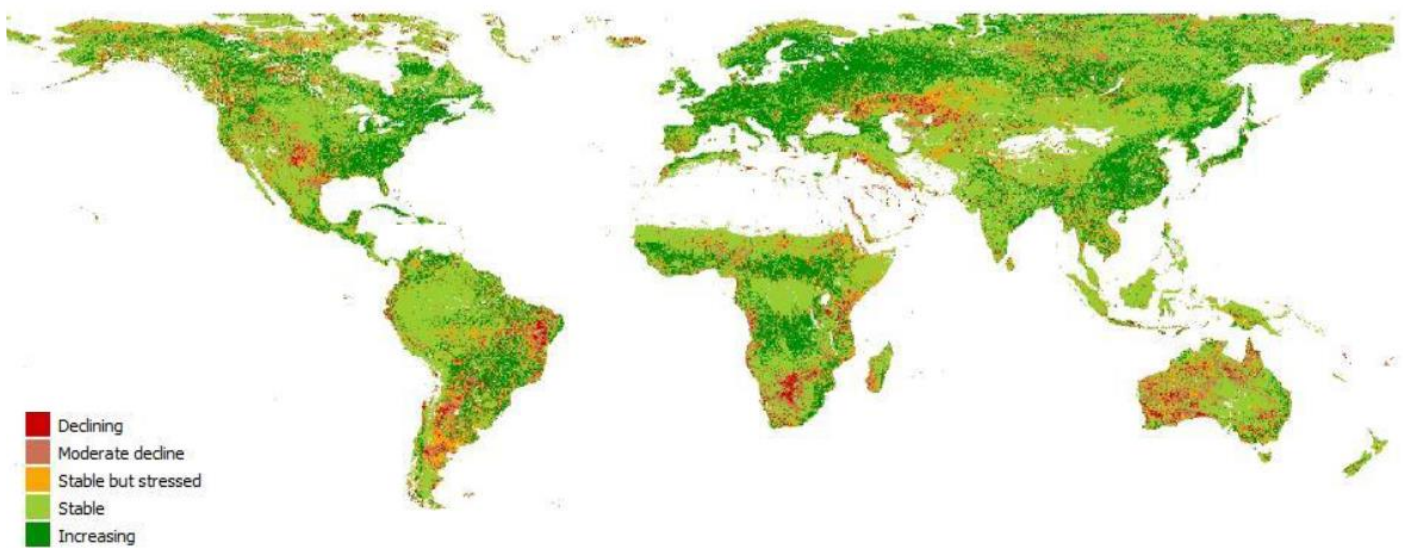 Declining
Moderate decline
Stable but stressed
Stable
Increasing